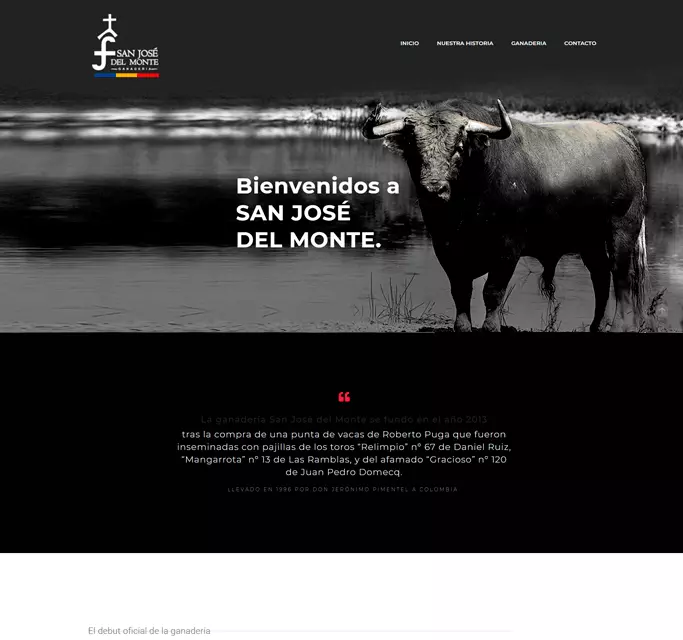 SAN JOSÉ
DEL MONTE
GANADERÍA
INICIO NUESTRA HISTORIA GANADERIA CONTACTO
Bienvenidos a
SAN JOSÉ
DEL MONTE.
La ganadería San Jose del Monte se fundo en el año 2013
tras la compra de una punta de vacas de Roberto Puga que fueron
inseminadas con pajillas de los toros “Relimpio” nº 67 de Daniel Ruiz,
“Mangarrota” nº 13 de Las Ramblas, y del afamado “Gracioso” nº 120
de Juan Pedro Domecq.
LLEVADO EN 1996 POR DON JERÓNIMO PIMENTEL A COLOMBIA
El debut oficial de la ganadería